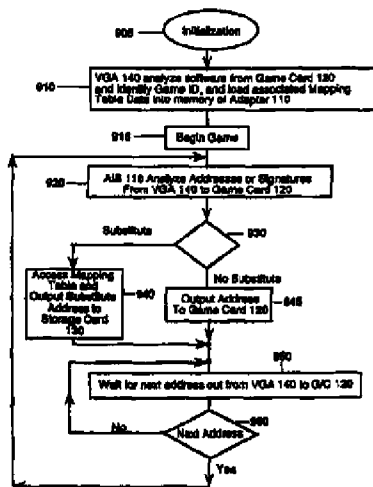 905
Initialization
910
VGA 140 analyze software from Game Card 120
and Identify Game ID, and load associated Mapping
Table Data into memory of Adapter 110
915
Begin Game
920
AIS 110 Analyze Addresses or Signatures
From VGA 140 to Game Card 120
Substitute
930
No Substitute
Access Mapping
Table and
Output Substitute
Address to
Storage Card
130
940
Output Address
To Game Card 120
945
950
Wait for next address out from VGA 140 to G/C 120
No
Next Address
960
Yes